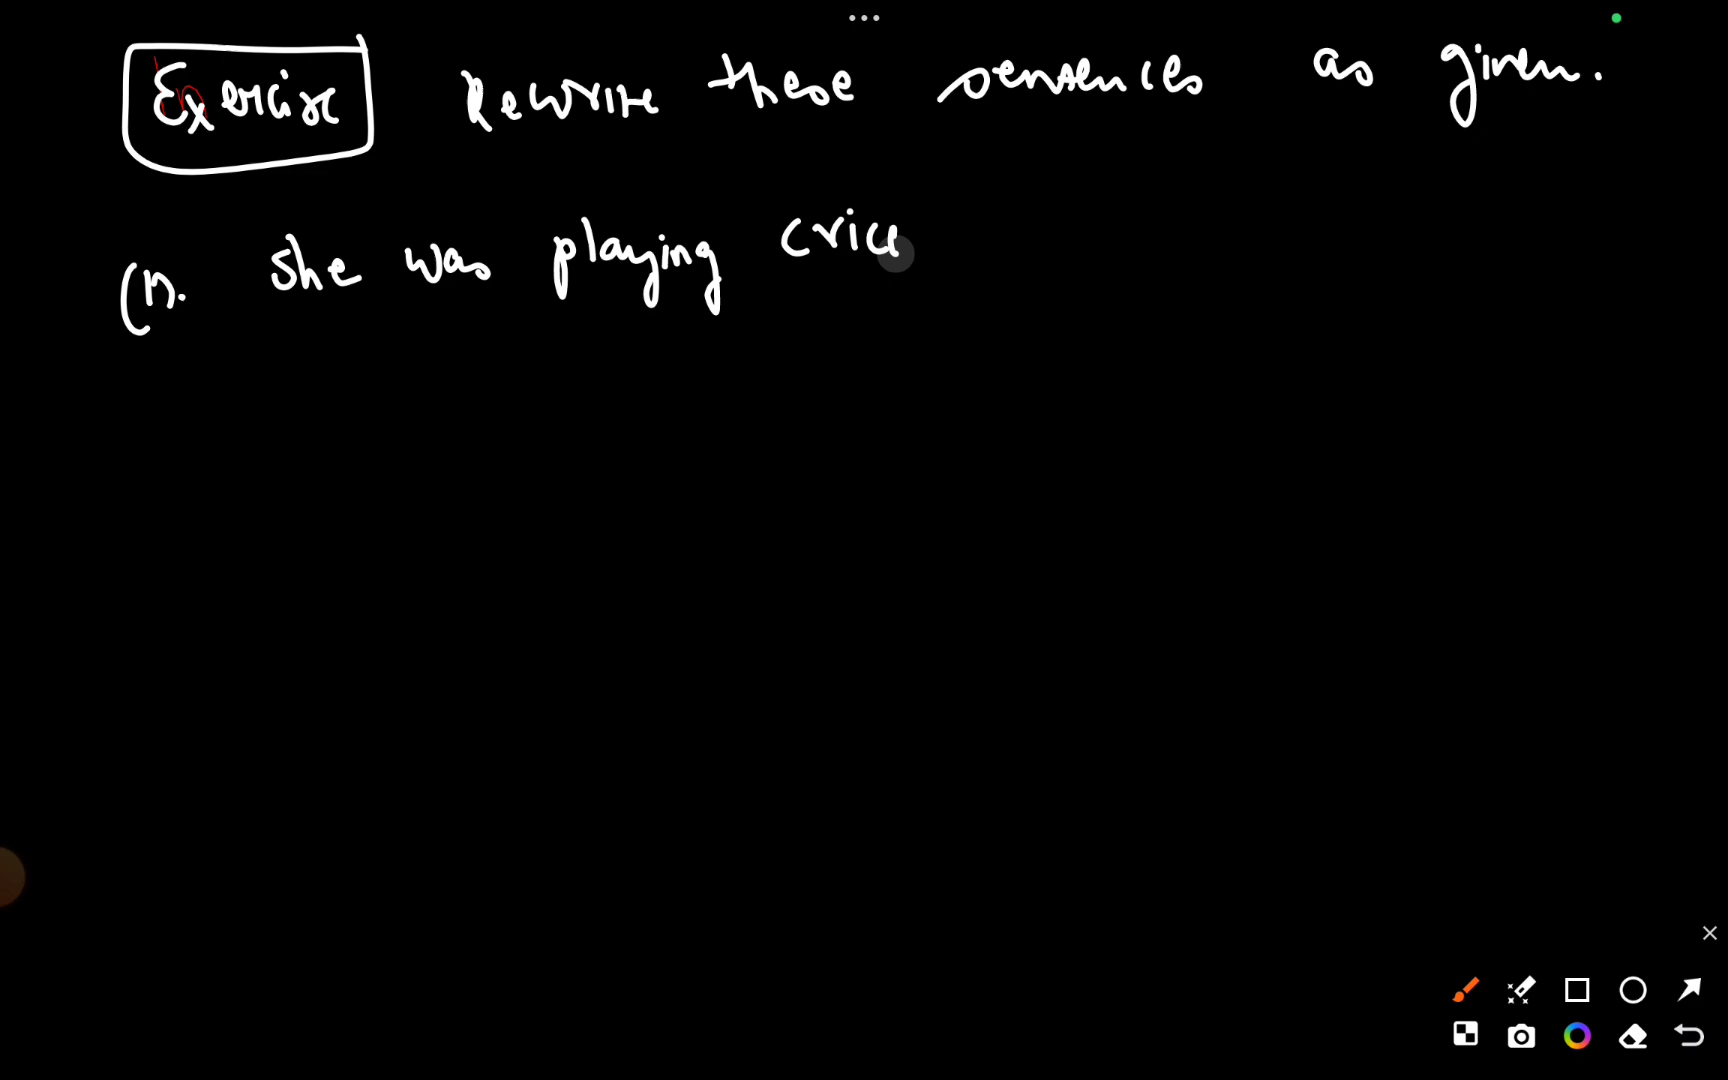 Exercise Rewrite these sentences as given.
(1). She was playing cric